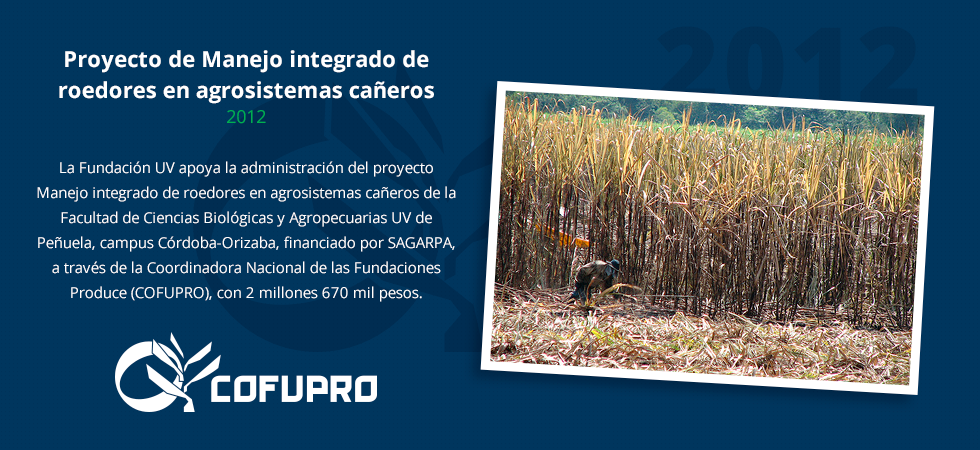 Proyecto de Manejo integrado de
roedores en agrosistemas cañeros
2012
La Fundación UV apoya la administración del proyecto
Manejo integrado de roedores en agrosistemas cañeros de la
Facultad de Ciencias Biológicas y Agropecuarias UV de
Peñuela, campus Córdoba-Orizaba, financiado por SAGARPA,
a través de la Coordinadora Nacional de las Fundaciones
Produce (COFUPRO), con 2 millones 670 mil pesos.
COFUPRO
2012